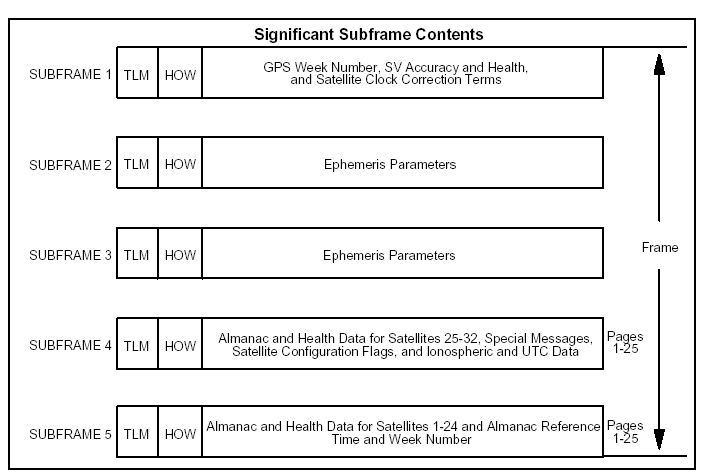 Significant Subframe Contents
SUBFRAME 1 TLM HOW GPS Week Number, SV Accuracy and Health,
and Satellite Clock Correction Terms
SUBFRAME 2 TLM HOW Ephemeris Parameters
Frame
SUBFRAME 3 TLM HOW Ephemeris Parameters
SUBFRAME 4 TLM HOW Almanac and Health Data for Satellites 25-32, Special Messages,
Satellite Configuration Flags, and Ionospheric and UTC Data
Pages
1-25
SUBFRAME 5 TLM HOW Almanac and Health Data for Satellites 1-24 and Almanac Reference
Time and Week Number
Pages
1-25